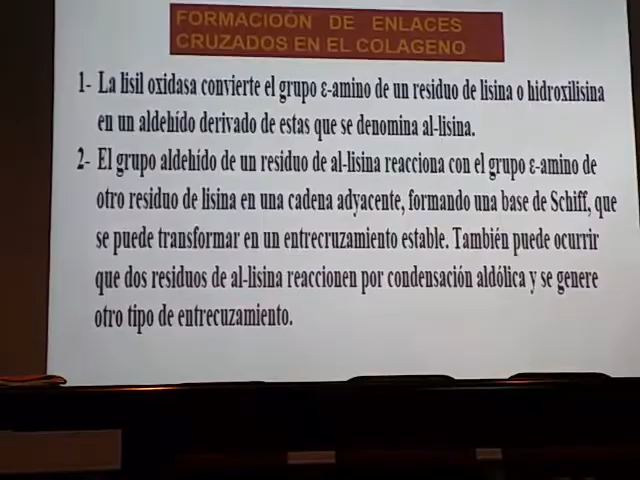 FORMACIOÓN DE ENLACES
CRUZADOS EN EL COLAGENO
1- La lisil oxidasa convierte el grupo ε-amino de un residuo de lisina o hidroxilisina
en un aldehído derivado de estas que se denomina al-lisina.
2- El grupo aldehído de un residuo de al-lisina reacciona con el grupo ε-amino de
otro residuo de lisina en una cadena adyacente, formando una base de Schiff, que
se puede transformar en un entrecruzamiento estable. También puede ocurrir
que dos residuos de al-lisina reaccionen por condensación aldólica y se genere
otro tipo de entrecuzamiento.